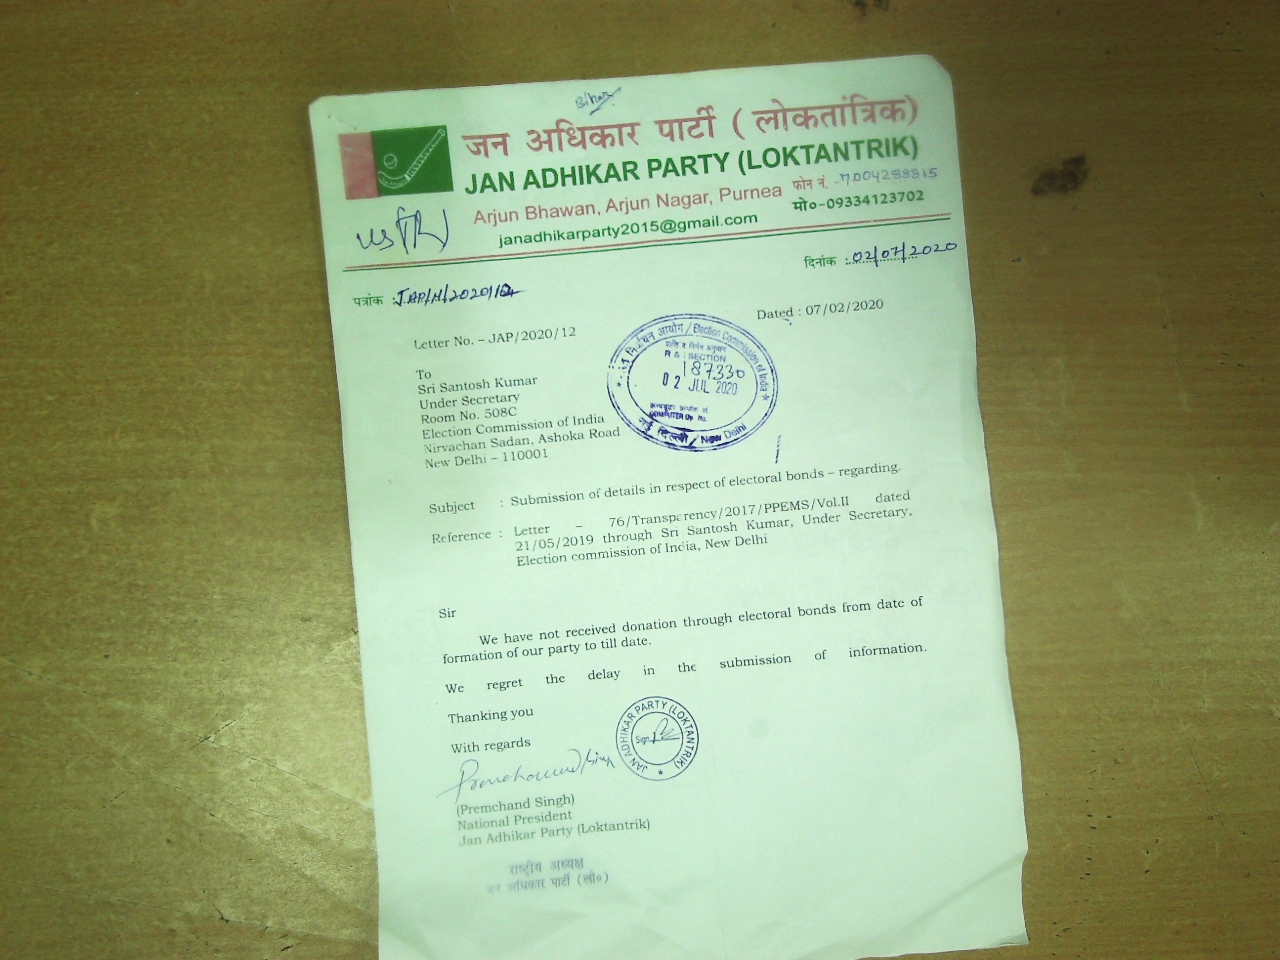 Bihar
जन अधिकार पार्टी ( लोकतांत्रिक)
JAN ADHIKAR PARTY (LOKTANTRIK)
Arjun Bhawan, Arjun Nagar, Purnea
फोन नं. -7004288815
janadhikarparty2015@gmail.com
मो०-09334123702
दिनांक : 02/07/2020
पत्रांक : JAP/N/2020/12
Letter No. – JAP/2020/12
Dated : 07/02/2020
निर्वाचन आयोग / Election Commission of India
R & I SECTION
187330
02 JUL 2020
COMPUTER Dy. No.
नई दिल्ली / New Delhi
To
Sri Santosh Kumar
Under Secretary
Room No. 508C
Election Commission of India
Nirvachan Sadan, Ashoka Road
New Delhi – 110001
Subject : Submission of details in respect of electoral bonds – regarding.
Reference : Letter – 76/Transparency/2017/PPEMS/Vol.II dated
21/05/2019 through Sri Santosh Kumar, Under Secretary,
Election commission of India, New Delhi
Sir
We have not received donation through electoral bonds from date of
formation of our party to till date.
We regret the delay in the submission of information.
Thanking you
With regards
JAN ADHIKAR PARTY (LOKTANTRIK)
Sign.
Premchand Singh
(Premchand Singh)
National President
Jan Adhikar Party (Loktantrik)
राष्ट्रीय अध्यक्ष
जन अधिकार पार्टी (लो०)